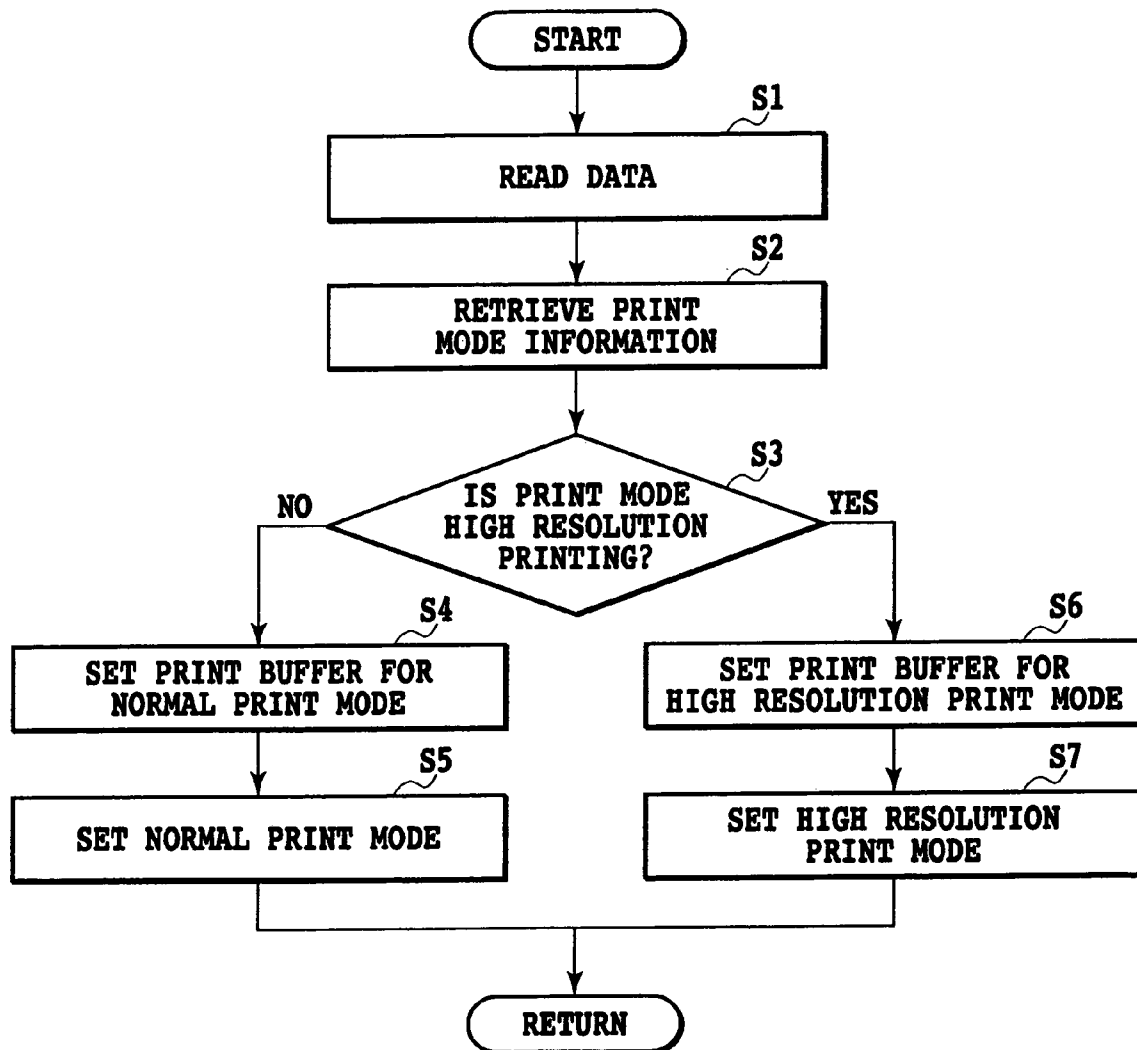 START
S1
READ DATA
S2
RETRIEVE PRINT
MODE INFORMATION
S3
IS PRINT MODE
HIGH RESOLUTION
PRINTING?
NO
YES
S4
SET PRINT BUFFER FOR
NORMAL PRINT MODE
S6
SET PRINT BUFFER FOR
HIGH RESOLUTION PRINT MODE
S5
SET NORMAL PRINT MODE
S7
SET HIGH RESOLUTION
PRINT MODE
RETURN